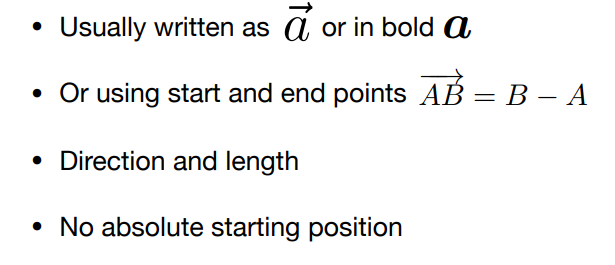 • Usually written as $\vec{a}$ or in bold $\boldsymbol{a}$
• Or using start and end points $\overrightarrow{AB} = B - A$
• Direction and length
• No absolute starting position